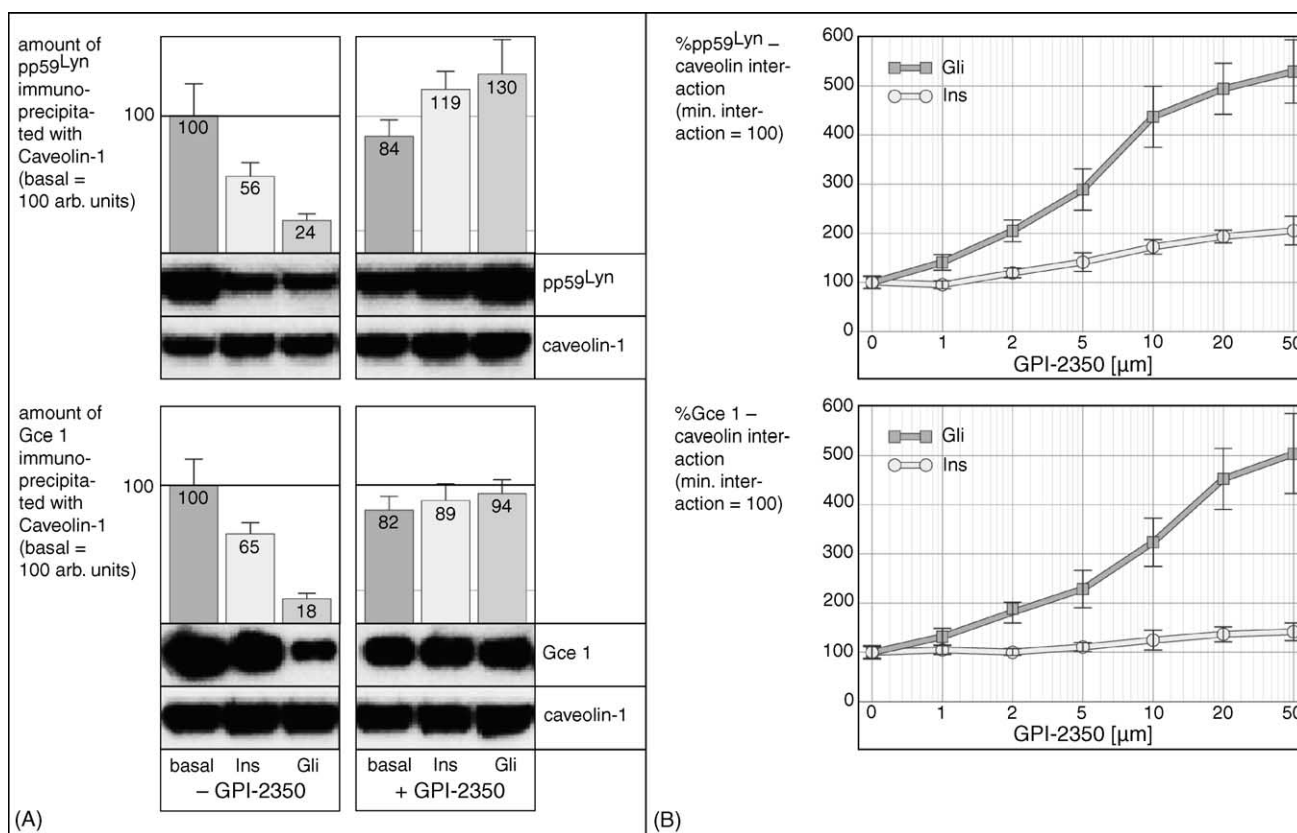 amount of
pp59Lyn
immuno-
precipita-
ted with
Caveolin-1
(basal =
100 arb. units)
100
100
56
24
84
119
130
pp59Lyn
caveolin-1
amount of
Gce 1
immuno-
precipita-
ted with
Caveolin-1
(basal =
100 arb. units)
100
100
65
18
82
89
94
Gce 1
caveolin-1
basal Ins Gli
– GPI-2350
basal Ins Gli
+ GPI-2350
(A)
%pp59Lyn –
caveolin inter-
action
(min. inter-
action = 100)
600
500
400
300
200
100
0
Gli
Ins
0 1 2 5 10 20 50
GPI-2350 [μm]
%Gce 1 –
caveolin inter-
action
(min. inter-
action = 100)
600
500
400
300
200
100
0
Gli
Ins
0 1 2 5 10 20 50
GPI-2350 [μm]
(B)